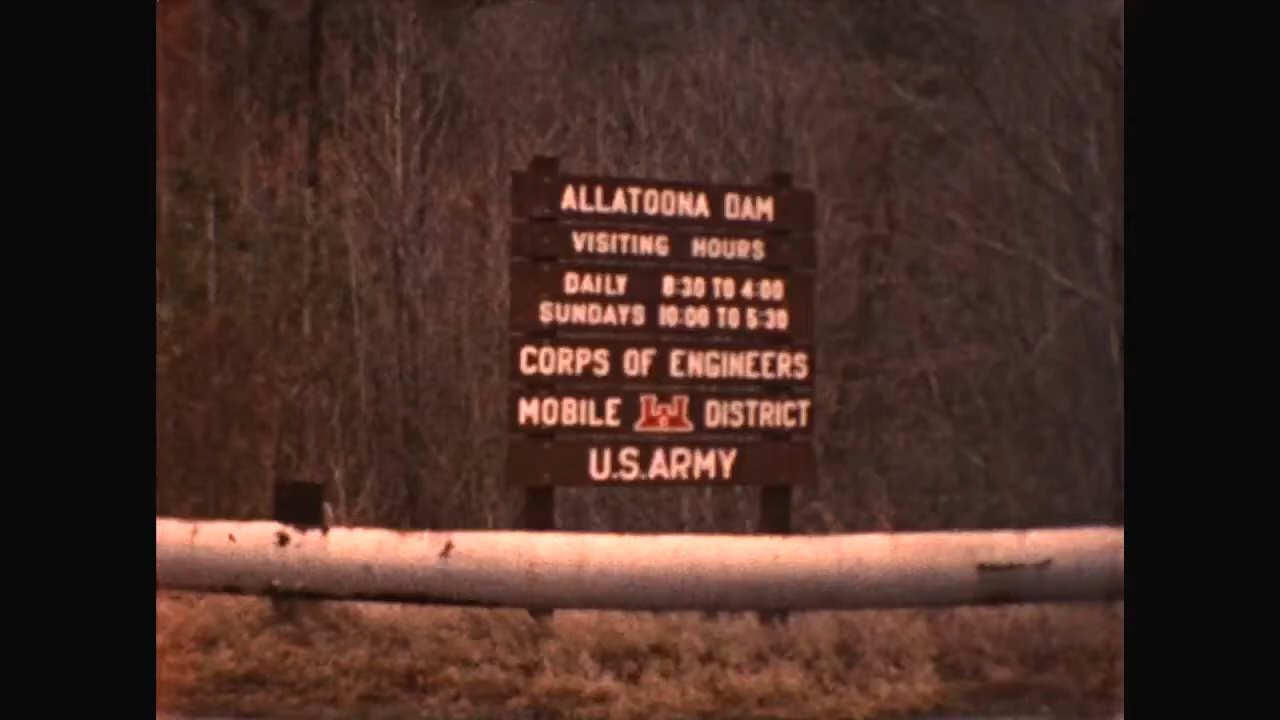 ALLATOONA DAM
VISITING HOURS
DAILY 8:30 TO 4:00
SUNDAYS 10:00 TO 5:30
CORPS OF ENGINEERS
MOBILE DISTRICT
U.S. ARMY